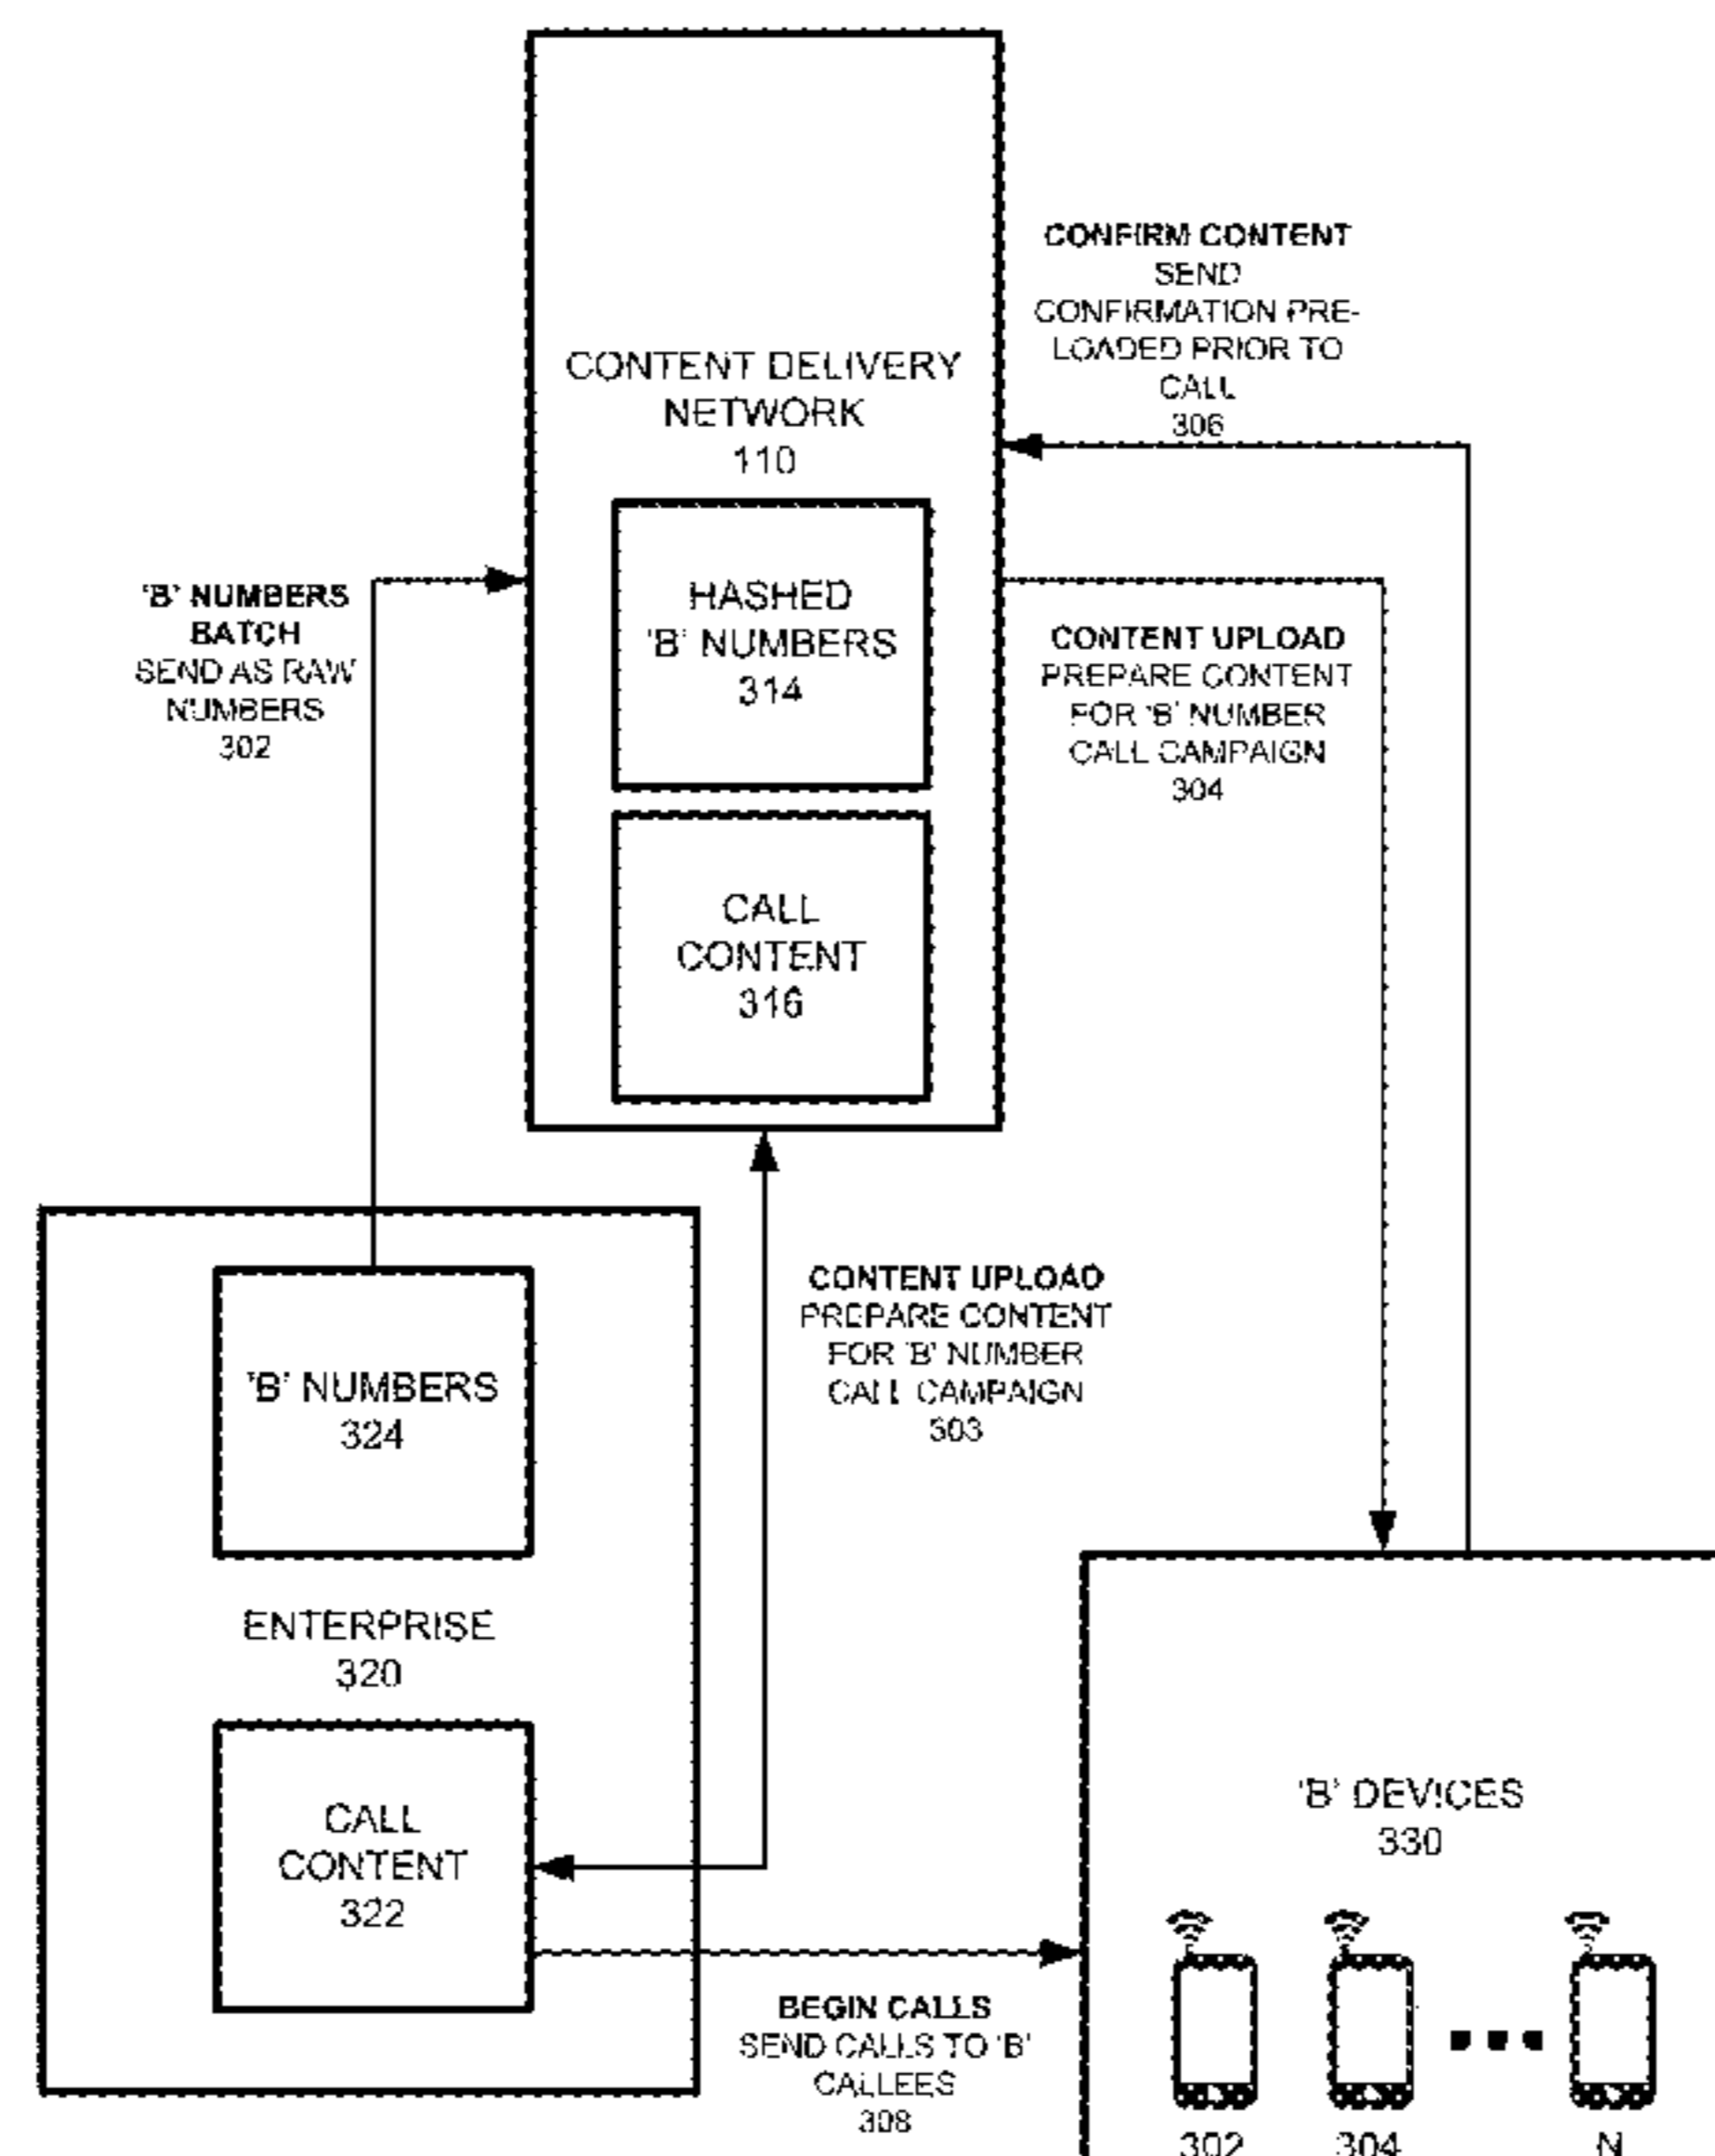 CONFIRM CONTENT
SEND
CONFIRMATION PRE-
LOADED PRIOR TO
CALL
306
CONTENT DELIVERY
NETWORK
110
HASHED
'B' NUMBERS
314
'B' NUMBERS
BATCH
SEND AS RAW
NUMBERS
302
CONTENT UPLOAD
PREPARE CONTENT
FOR 'B' NUMBER
CALL CAMPAIGN
304
CALL
CONTENT
316
CONTENT UPLOAD
PREPARE CONTENT
FOR 'B' NUMBER
CALL CAMPAIGN
303
'B' NUMBERS
324
ENTERPRISE
320
CALL
CONTENT
322
'B' DEVICES
330
BEGIN CALLS
SEND CALLS TO 'B'
CALLEES
308
302 304 N